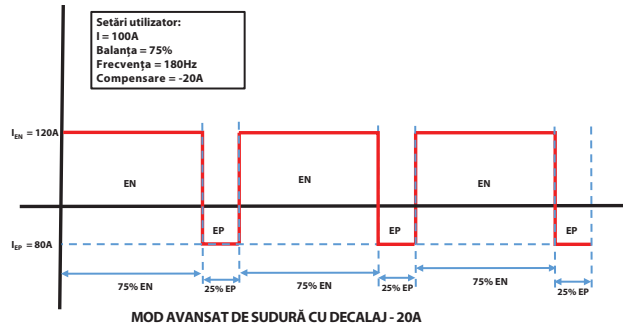 Setări utilizator:
I = 100A
Balanța = 75%
Frecvența = 180Hz
Compensare = -20A
IEN = 120A
EN
EN
EN
EP
EP
EP
IEP = 80A
75% EN
25% EP
75% EN
25% EP
75% EN
25% EP
MOD AVANSAT DE SUDURĂ CU DECALAJ - 20A